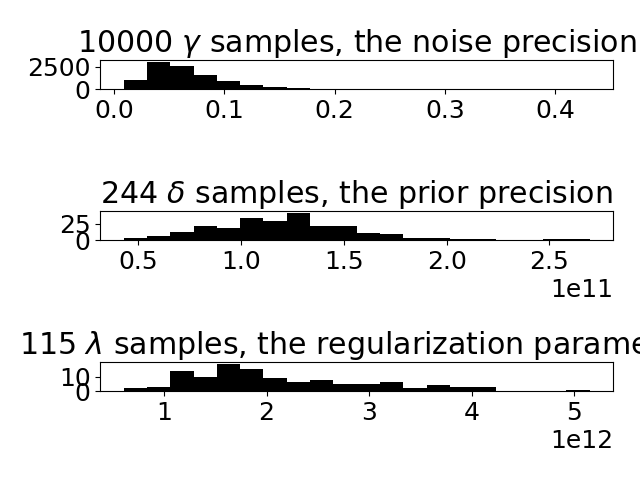 10000 γ samples, the noise precision
2500
0
0.0 0.1 0.2 0.3 0.4
244 δ samples, the prior precision
25
0
0.5 1.0 1.5 2.0 2.5
1e11
115 λ samples, the regularization parame
10
0
1 2 3 4 5
1e12